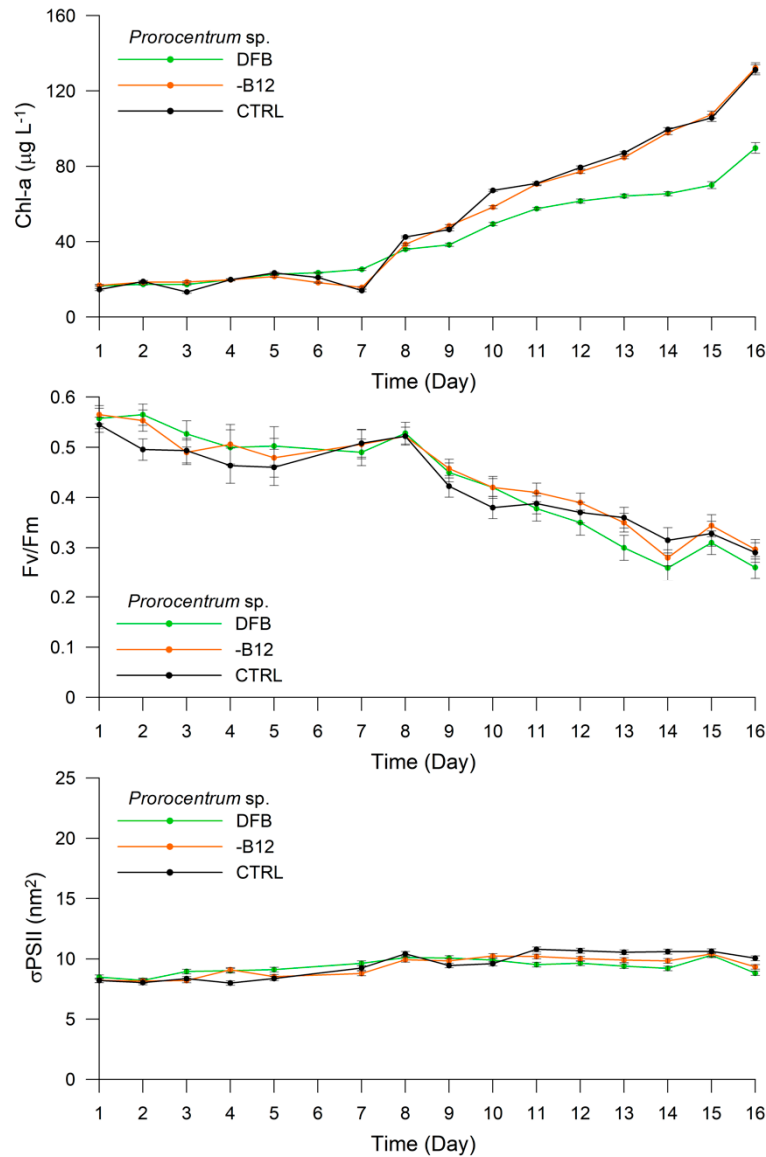 160
120
80
40
0
Chl-a (µg L⁻¹)
Prorocentrum sp.
DFB
-B12
CTRL
1 2 3 4 5 6 7 8 9 10 11 12 13 14 15 16
Time (Day)
0.6
0.5
0.4
0.3
0.2
0.1
0
Fv/Fm
Prorocentrum sp.
DFB
-B12
CTRL
1 2 3 4 5 6 7 8 9 10 11 12 13 14 15 16
Time (Day)
25
20
15
10
5
0
σPSII (nm²)
Prorocentrum sp.
DFB
-B12
CTRL
1 2 3 4 5 6 7 8 9 10 11 12 13 14 15 16
Time (Day)